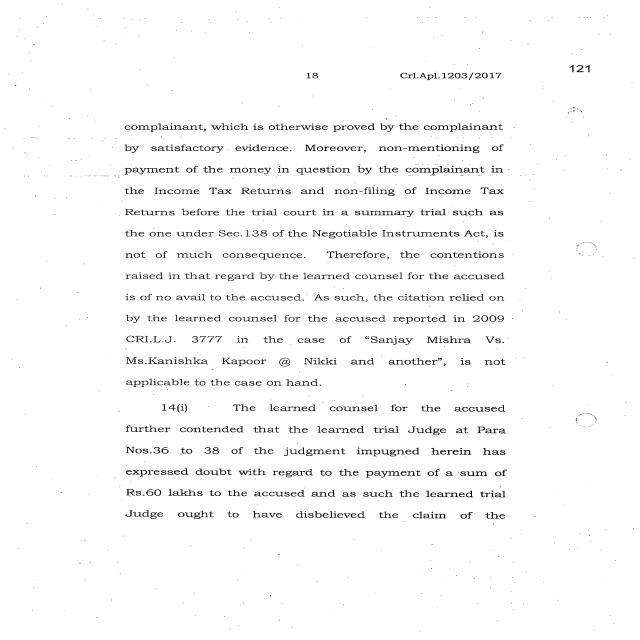 18 Crl.Apl.1203/2017 121
complainant, which is otherwise proved by the complainant
by satisfactory evidence. Moreover, non-mentioning of
payment of the money in question by the complainant in
the Income Tax Returns and non-filing of Income Tax
Returns before the trial court in a summary trial such as
the one under Sec.138 of the Negotiable Instruments Act, is
not of much consequence. Therefore, the contentions
raised in that regard by the learned counsel for the accused
is of no avail to the accused. As such, the citation relied on
by the learned counsel for the accused reported in 2009
CRI.L.J. 3777 in the case of “Sanjay Mishra Vs.
Ms.Kanishka Kapoor @ Nikki and another”, is not
applicable to the case on hand.
14(i) The learned counsel for the accused
further contended that the learned trial Judge at Para
Nos.36 to 38 of the judgment impugned herein has
expressed doubt with regard to the payment of a sum of
Rs.60 lakhs to the accused and as such the learned trial
Judge ought to have disbelieved the claim of the